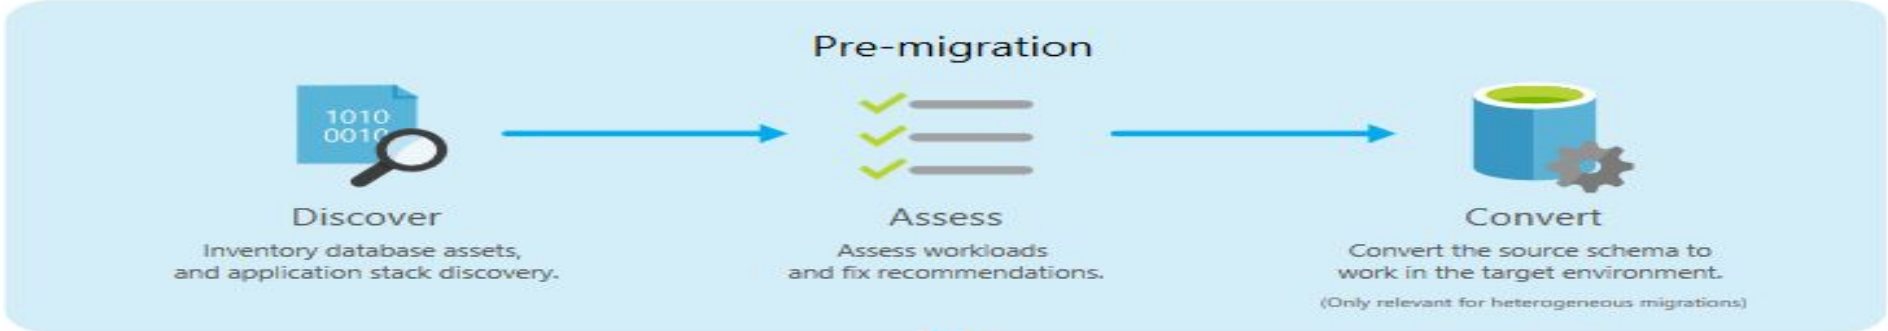 Pre-migration
1010
0010
Discover
Inventory database assets,
and application stack discovery.
Assess
Assess workloads
and fix recommendations.
Convert
Convert the source schema to
work in the target environment.
(Only relevant for heterogeneous migrations)